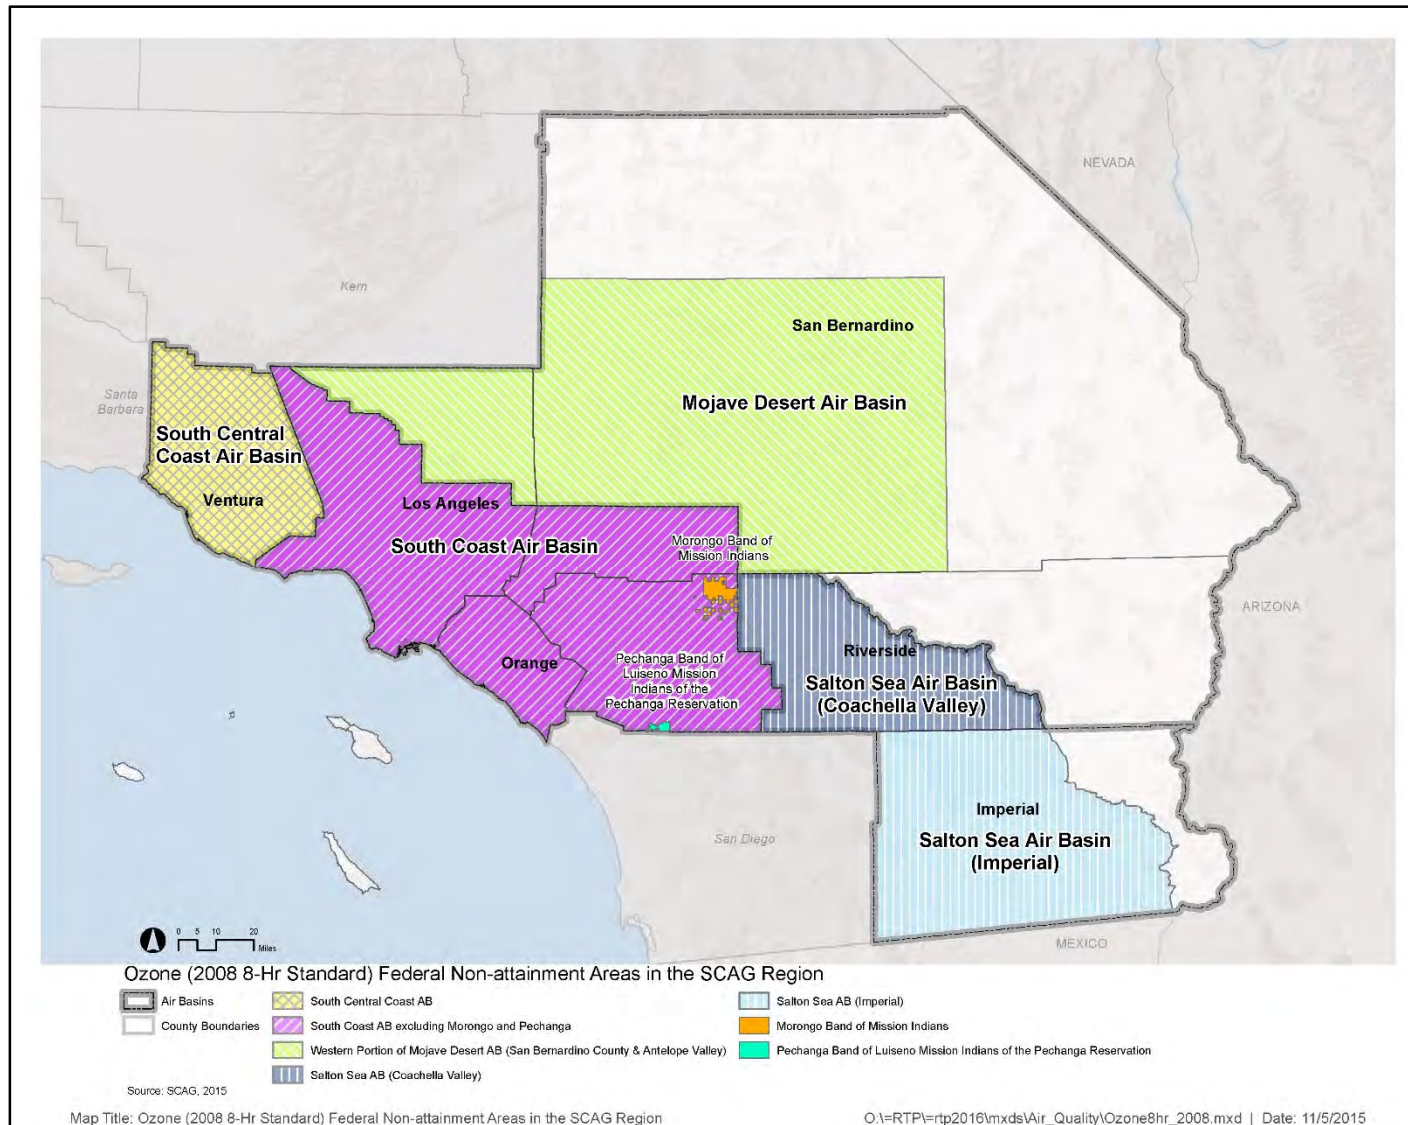 NEVADA
Kern
San Bernardino
Mojave Desert Air Basin
Santa
Barbara
South Central
Coast Air Basin
Ventura
Los Angeles
South Coast Air Basin
Morongo Band of
Mission Indians
ARIZONA
Orange
Pechanga Band of
Luiseno Mission
Indians of the
Pechanga Reservation
Riverside
Salton Sea Air Basin
(Coachella Valley)
Imperial
Salton Sea Air Basin
(Imperial)
San Diego
MEXICO
0 5 10 20
Miles
Ozone (2008 8-Hr Standard) Federal Non-attainment Areas in the SCAG Region
Air Basins
County Boundaries
South Central Coast AB
South Coast AB excluding Morongo and Pechanga
Western Portion of Mojave Desert AB (San Bernardino County & Antelope Valley)
Salton Sea AB (Coachella Valley)
Salton Sea AB (Imperial)
Morongo Band of Mission Indians
Pechanga Band of Luiseno Mission Indians of the Pechanga Reservation
Source: SCAG, 2015
Map Title: Ozone (2008 8-Hr Standard) Federal Non-attainment Areas in the SCAG Region
O:\=RTP\=rtp2016\mxds\Air_Quality\Ozone8hr_2008.mxd | Date: 11/5/2015